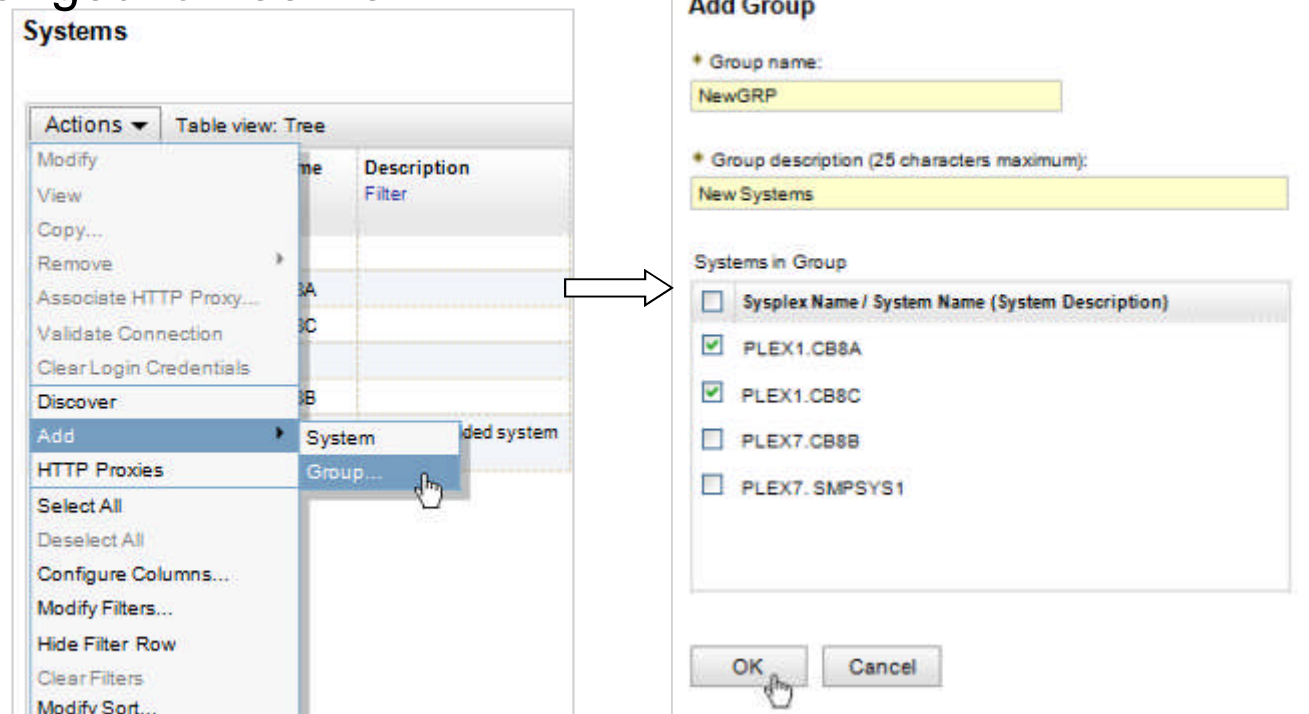 Systems
Actions
Table view: Tree
Modify
View
Copy...
Remove
Associate HTTP Proxy...
Validate Connection
Clear Login Credentials
Discover
Add
HTTP Proxies
Select All
Deselect All
Configure Columns...
Modify Filters...
Hide Filter Row
Clear Filters
Modify Sort...
Description
Filter
System
Group...
system
Add Group
* Group name:
NewGRP
* Group description (25 characters maximum):
New Systems
Systems in Group
Sysplex Name / System Name (System Description)
PLEX1.CB8A
PLEX1.CB8C
PLEX7.CB8B
PLEX7. SMPSYS1
OK
Cancel